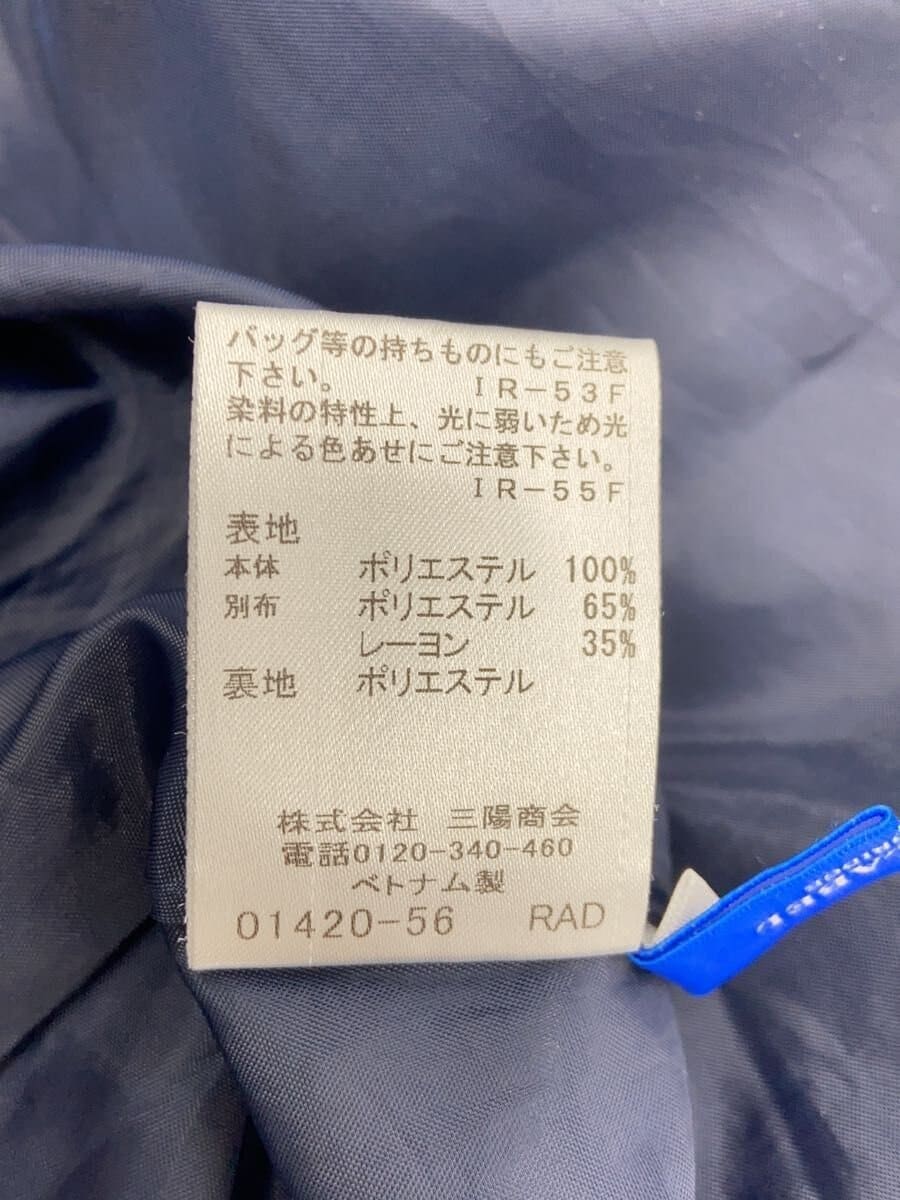 バッグ等の持ちものにもご注意
下さい。 IR-53F
染料の特性上、光に弱いため光
による色あせにご注意下さい。
IR-55F
表地
本体 ポリエステル 100%
別布 ポリエステル 65%
レーヨン 35%
裏地 ポリエステル
株式会社 三陽商会
電話0120-340-460
ベトナム製
01420-56 RAD